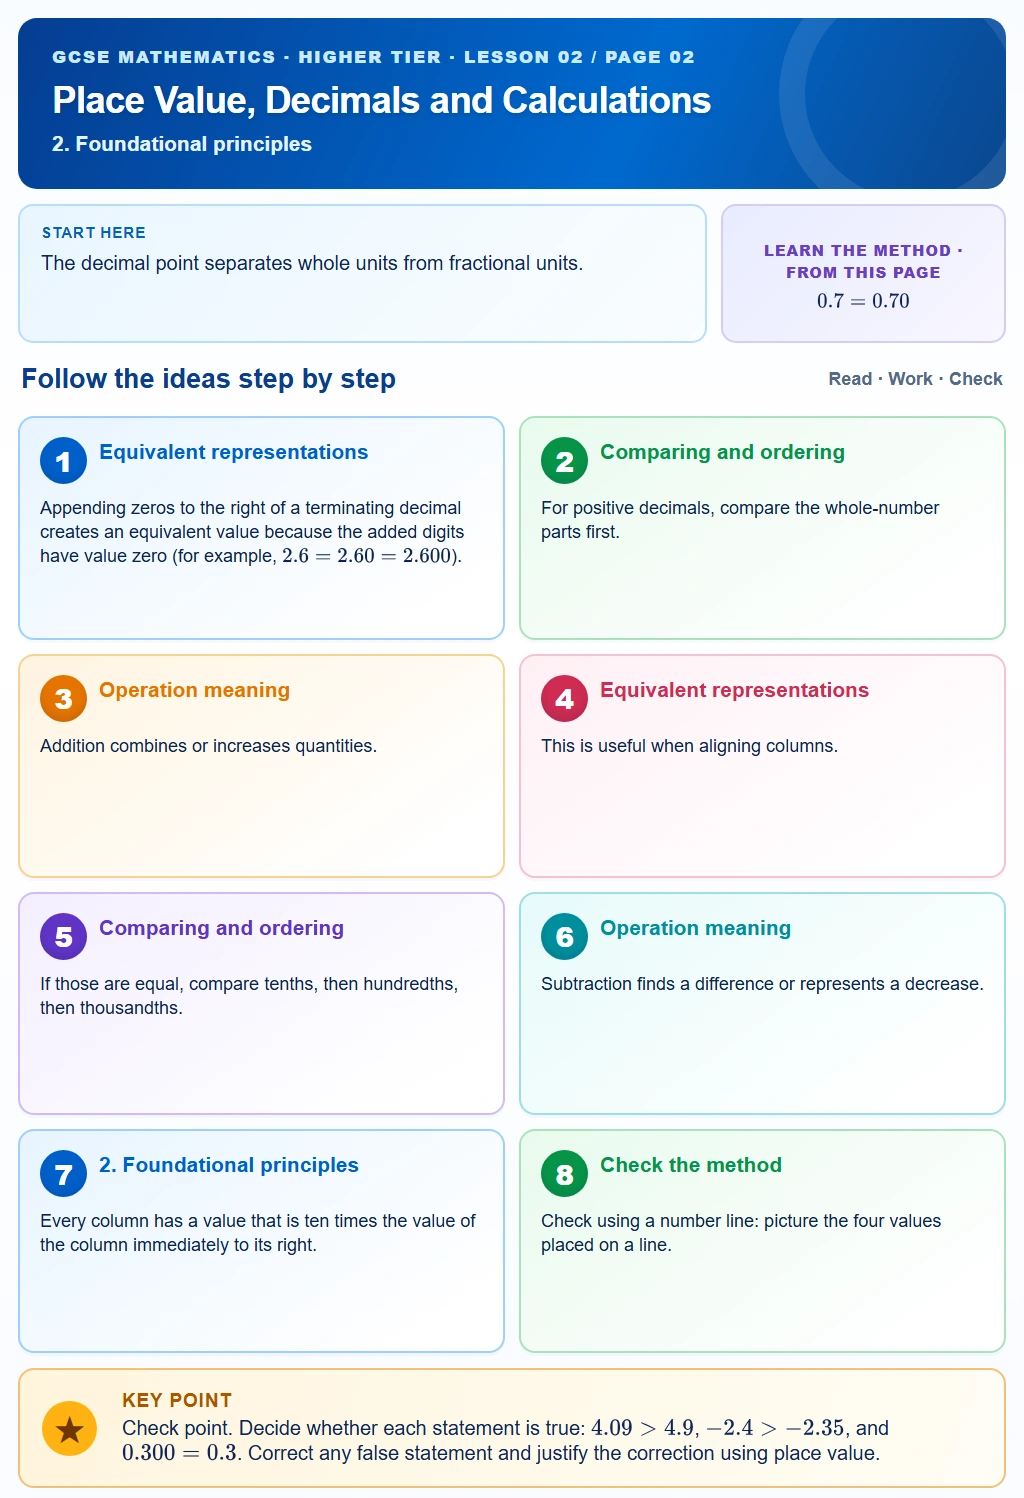 GCSE MATHEMATICS · HIGHER TIER · LESSON 02 / PAGE 02
Place Value, Decimals and Calculations
2. Foundational principles
START HERE
The decimal point separates whole units from fractional units.
LEARN THE METHOD ·
FROM THIS PAGE
0.7 = 0.70
Follow the ideas step by step
Read · Work · Check
1
Equivalent representations
Appending zeros to the right of a terminating decimal
creates an equivalent value because the added digits
have value zero (for example, 2.6 = 2.60 = 2.600).
2
Comparing and ordering
For positive decimals, compare the whole-number
parts first.
3
Operation meaning
Addition combines or increases quantities.
4
Equivalent representations
This is useful when aligning columns.
5
Comparing and ordering
If those are equal, compare tenths, then hundredths,
then thousandths.
6
Operation meaning
Subtraction finds a difference or represents a decrease.
7
2. Foundational principles
Every column has a value that is ten times the value of
the column immediately to its right.
8
Check the method
Check using a number line: picture the four values
placed on a line.
KEY POINT
Check point. Decide whether each statement is true: 4.09 > 4.9, −2.4 > −2.35, and
0.300 = 0.3. Correct any false statement and justify the correction using place value.